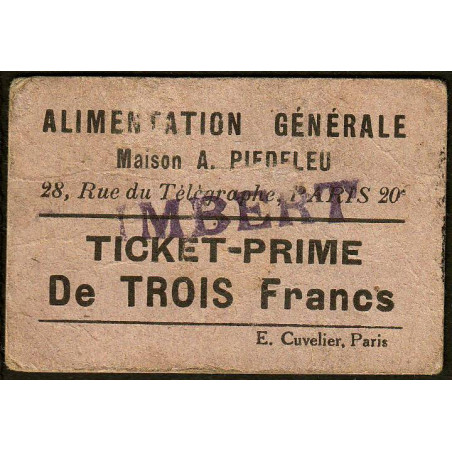 ALIMENTATION GÉNÉRALE
Maison A. PIEDELEU
28, Rue du Télégraphe, PARIS 20e
IMBERT
TICKET-PRIME
De TROIS Francs
E. Cuvelier, Paris